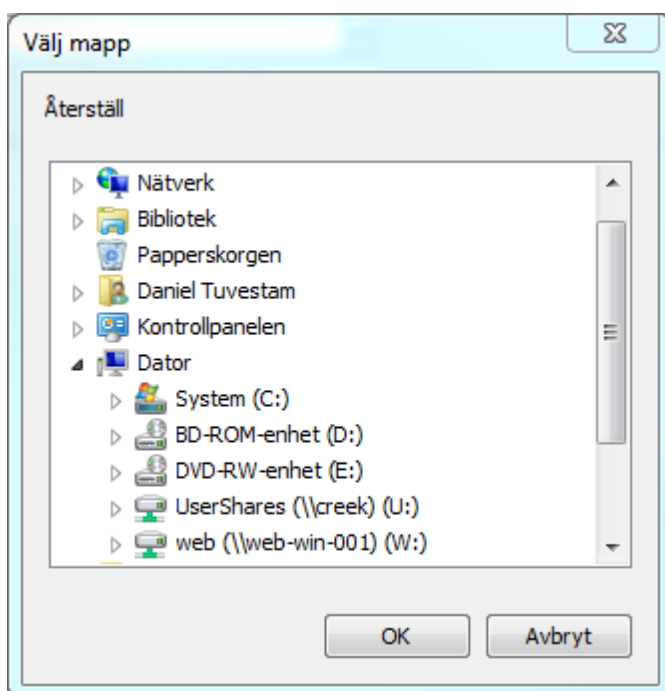 Välj mapp
Återställ
Nätverk
Bibliotek
Papperskorgen
Daniel Tuvestam
Kontrollpanelen
Dator
System (C:)
BD-ROM-enhet (D:)
DVD-RW-enhet (E:)
UserShares (\\creek) (U:)
web (\\web-win-001) (W:)
OK
Avbryt